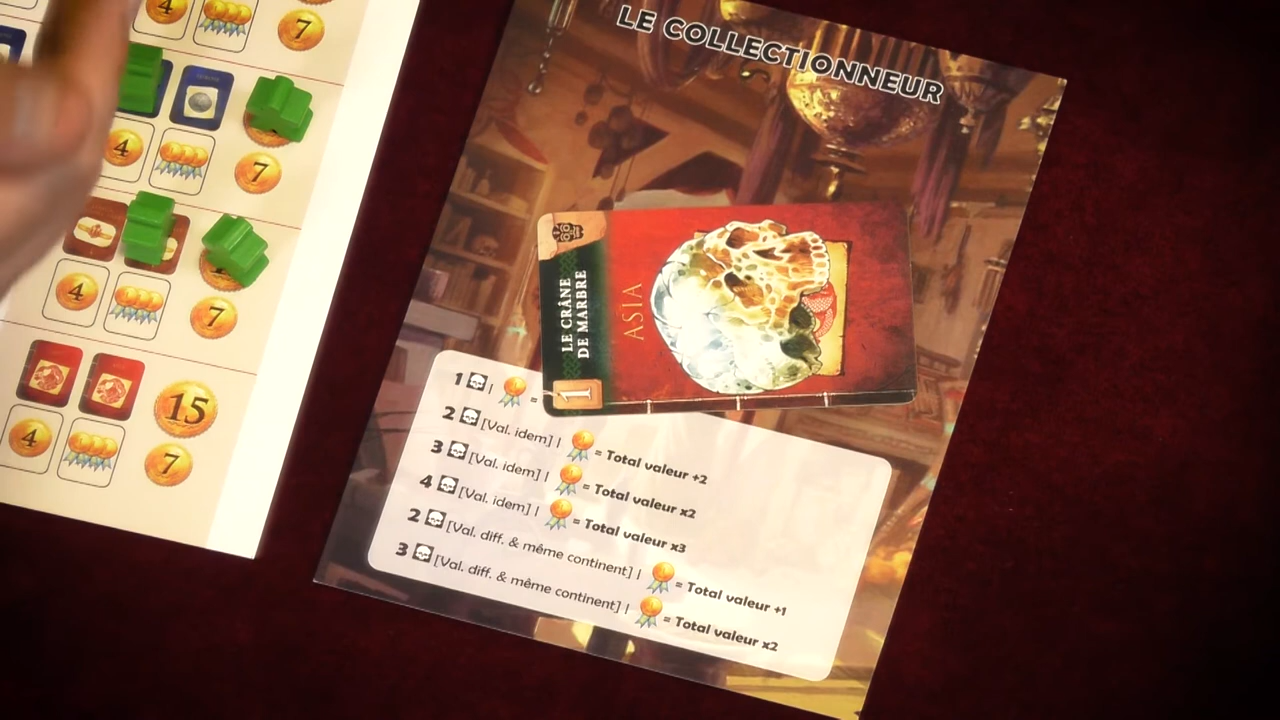 LE COLLECTIONNEUR
LE CRÂNE
DE MARBRE
ASIA
1
1 | =
2 [Val. idem] | = Total valeur +2
3 [Val. idem] | = Total valeur x2
4 [Val. idem] | = Total valeur x3
2 [Val. diff. & même continent] | = Total valeur +1
3 [Val. diff. & même continent] | = Total valeur x2
4
7
4
7
4
7
15
4
7